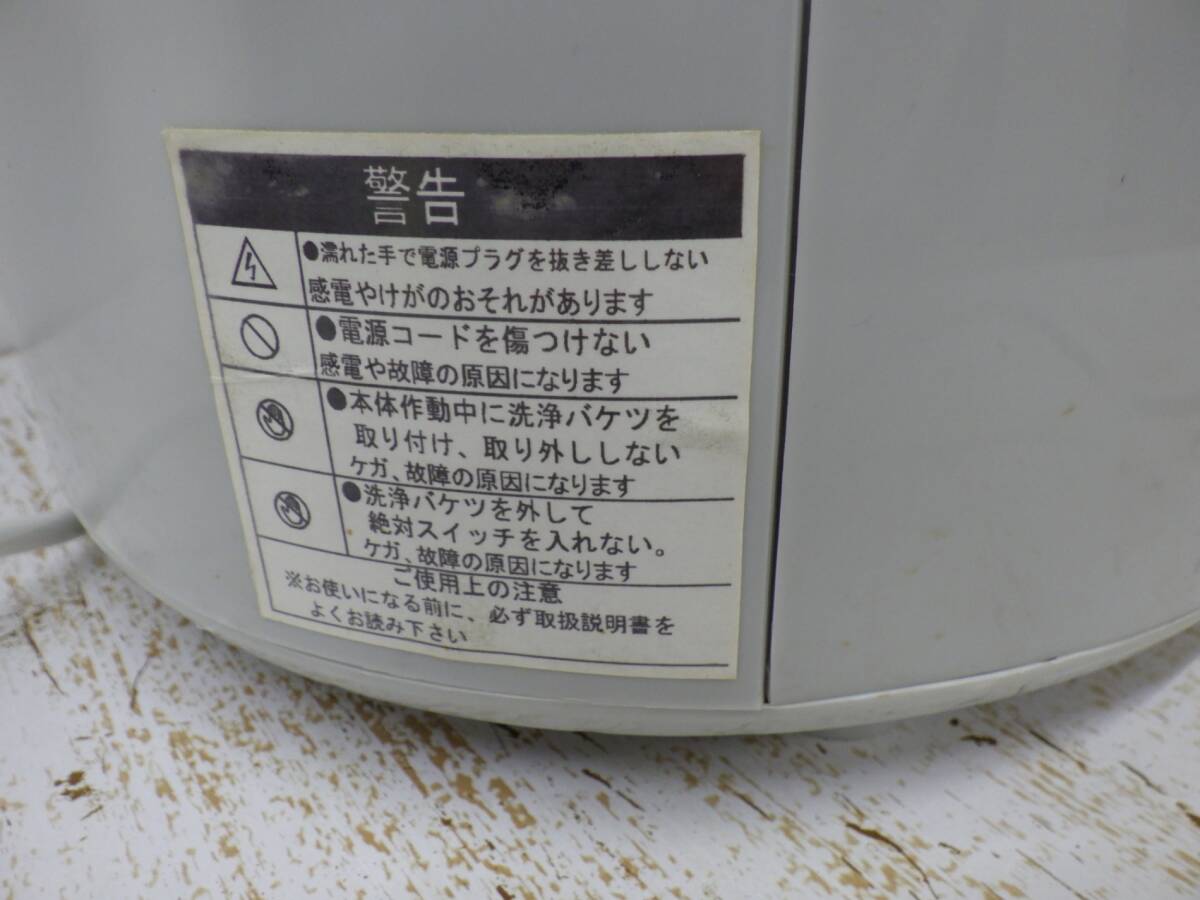 警告
●濡れた手で電源プラグを抜き差ししない
感電やけがのおそれがあります
●電源コードを傷つけない
感電や故障の原因になります
●本体作動中に洗浄バケツを
取り付け、取り外ししない
ケガ、故障の原因になります
●洗浄バケツを外して
絶対スイッチを入れない。
ケガ、故障の原因になります
ご使用上の注意
※お使いになる前に、必ず取扱説明書を
よくお読み下さい